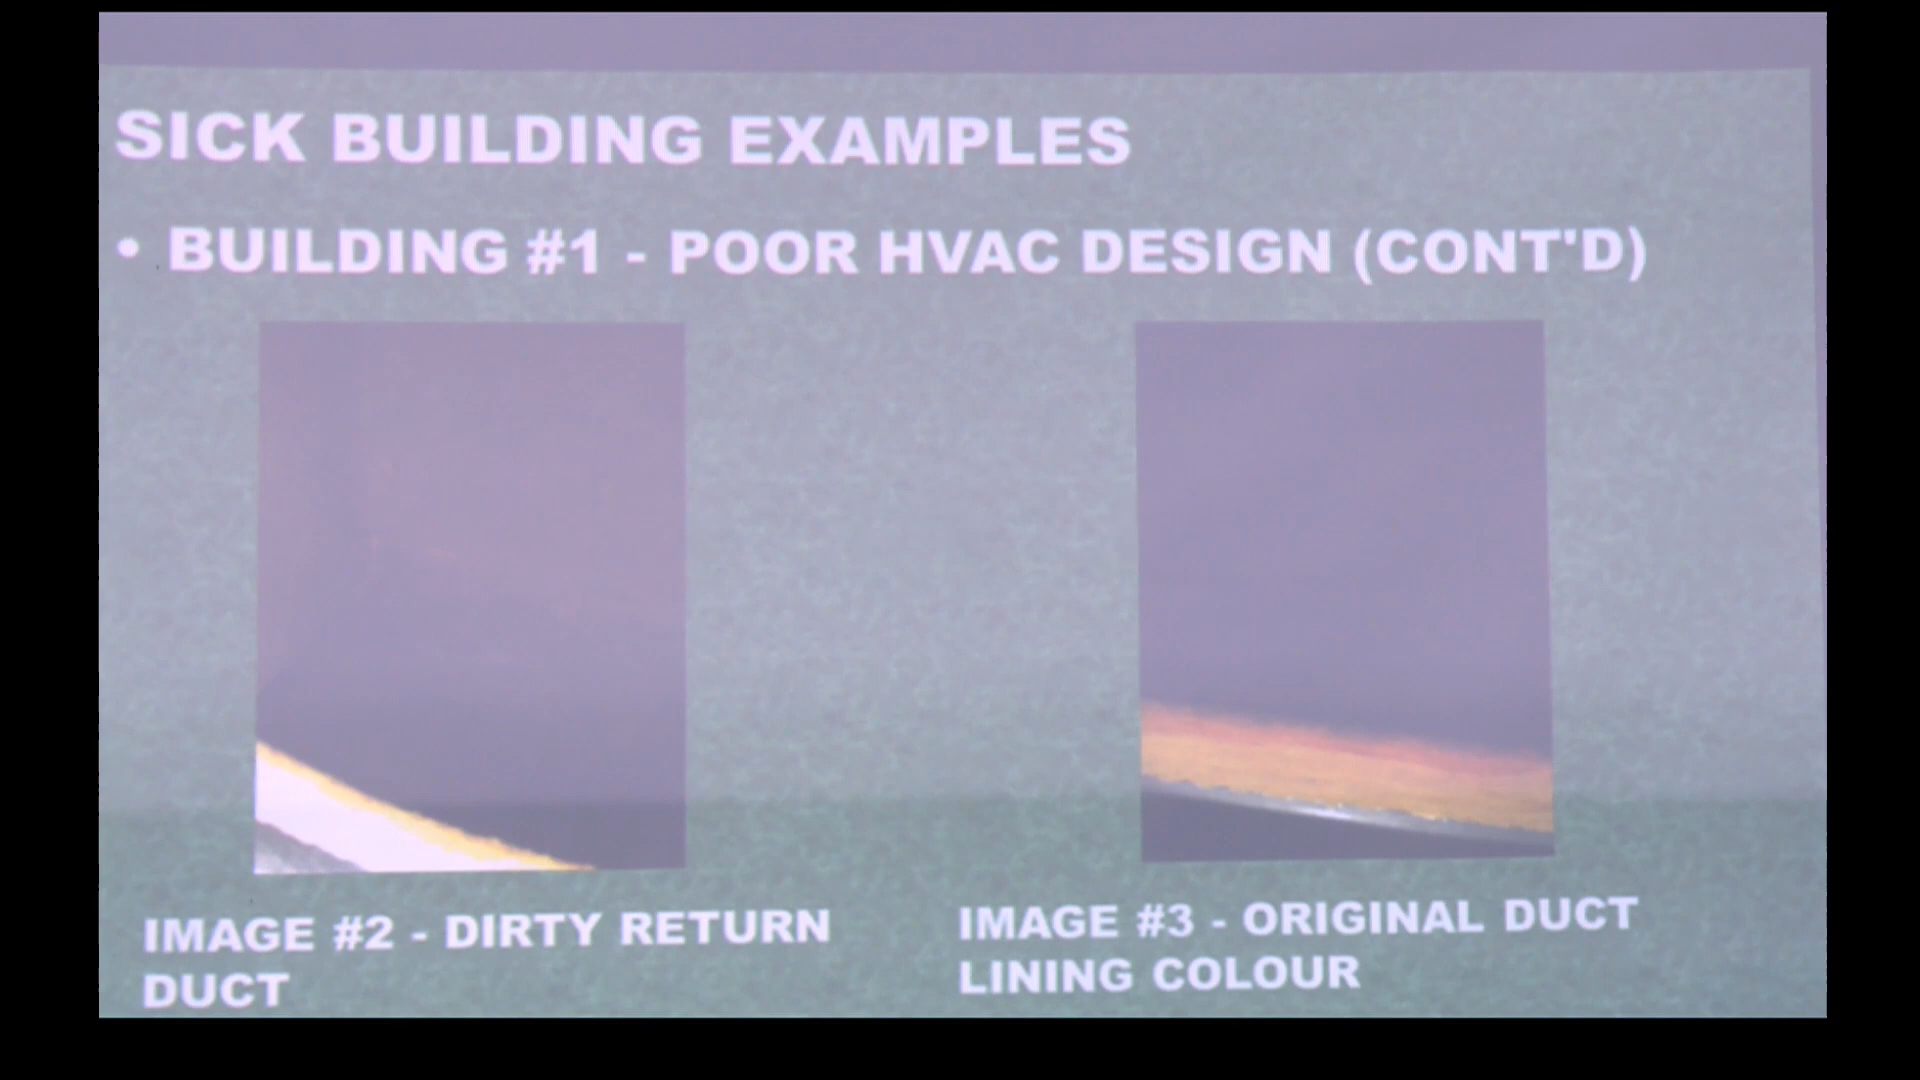 SICK BUILDING EXAMPLES
• BUILDING #1 - POOR HVAC DESIGN (CONT'D)
IMAGE #2 - DIRTY RETURN
DUCT
IMAGE #3 - ORIGINAL DUCT
LINING COLOUR